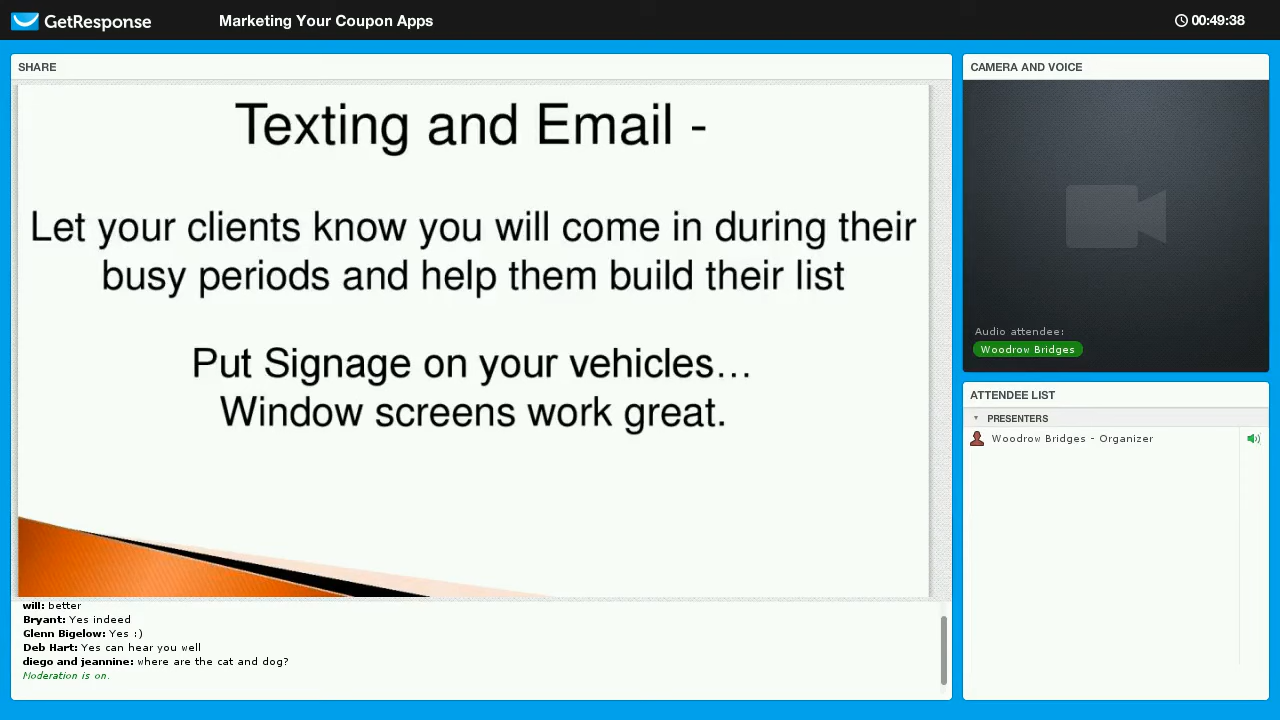 GetResponse
Marketing Your Coupon Apps
00:49:38
SHARE
Texting and Email -
Let your clients know you will come in during their
busy periods and help them build their list
Put Signage on your vehicles...
Window screens work great.
will: better
Bryant: Yes indeed
Glenn Bigelow: Yes :)
Deb Hart: Yes can hear you well
diego and jeannine: where are the cat and dog?
Moderation is on.
CAMERA AND VOICE
Audio attendee:
Woodrow Bridges
ATTENDEE LIST
PRESENTERS
Woodrow Bridges - Organizer